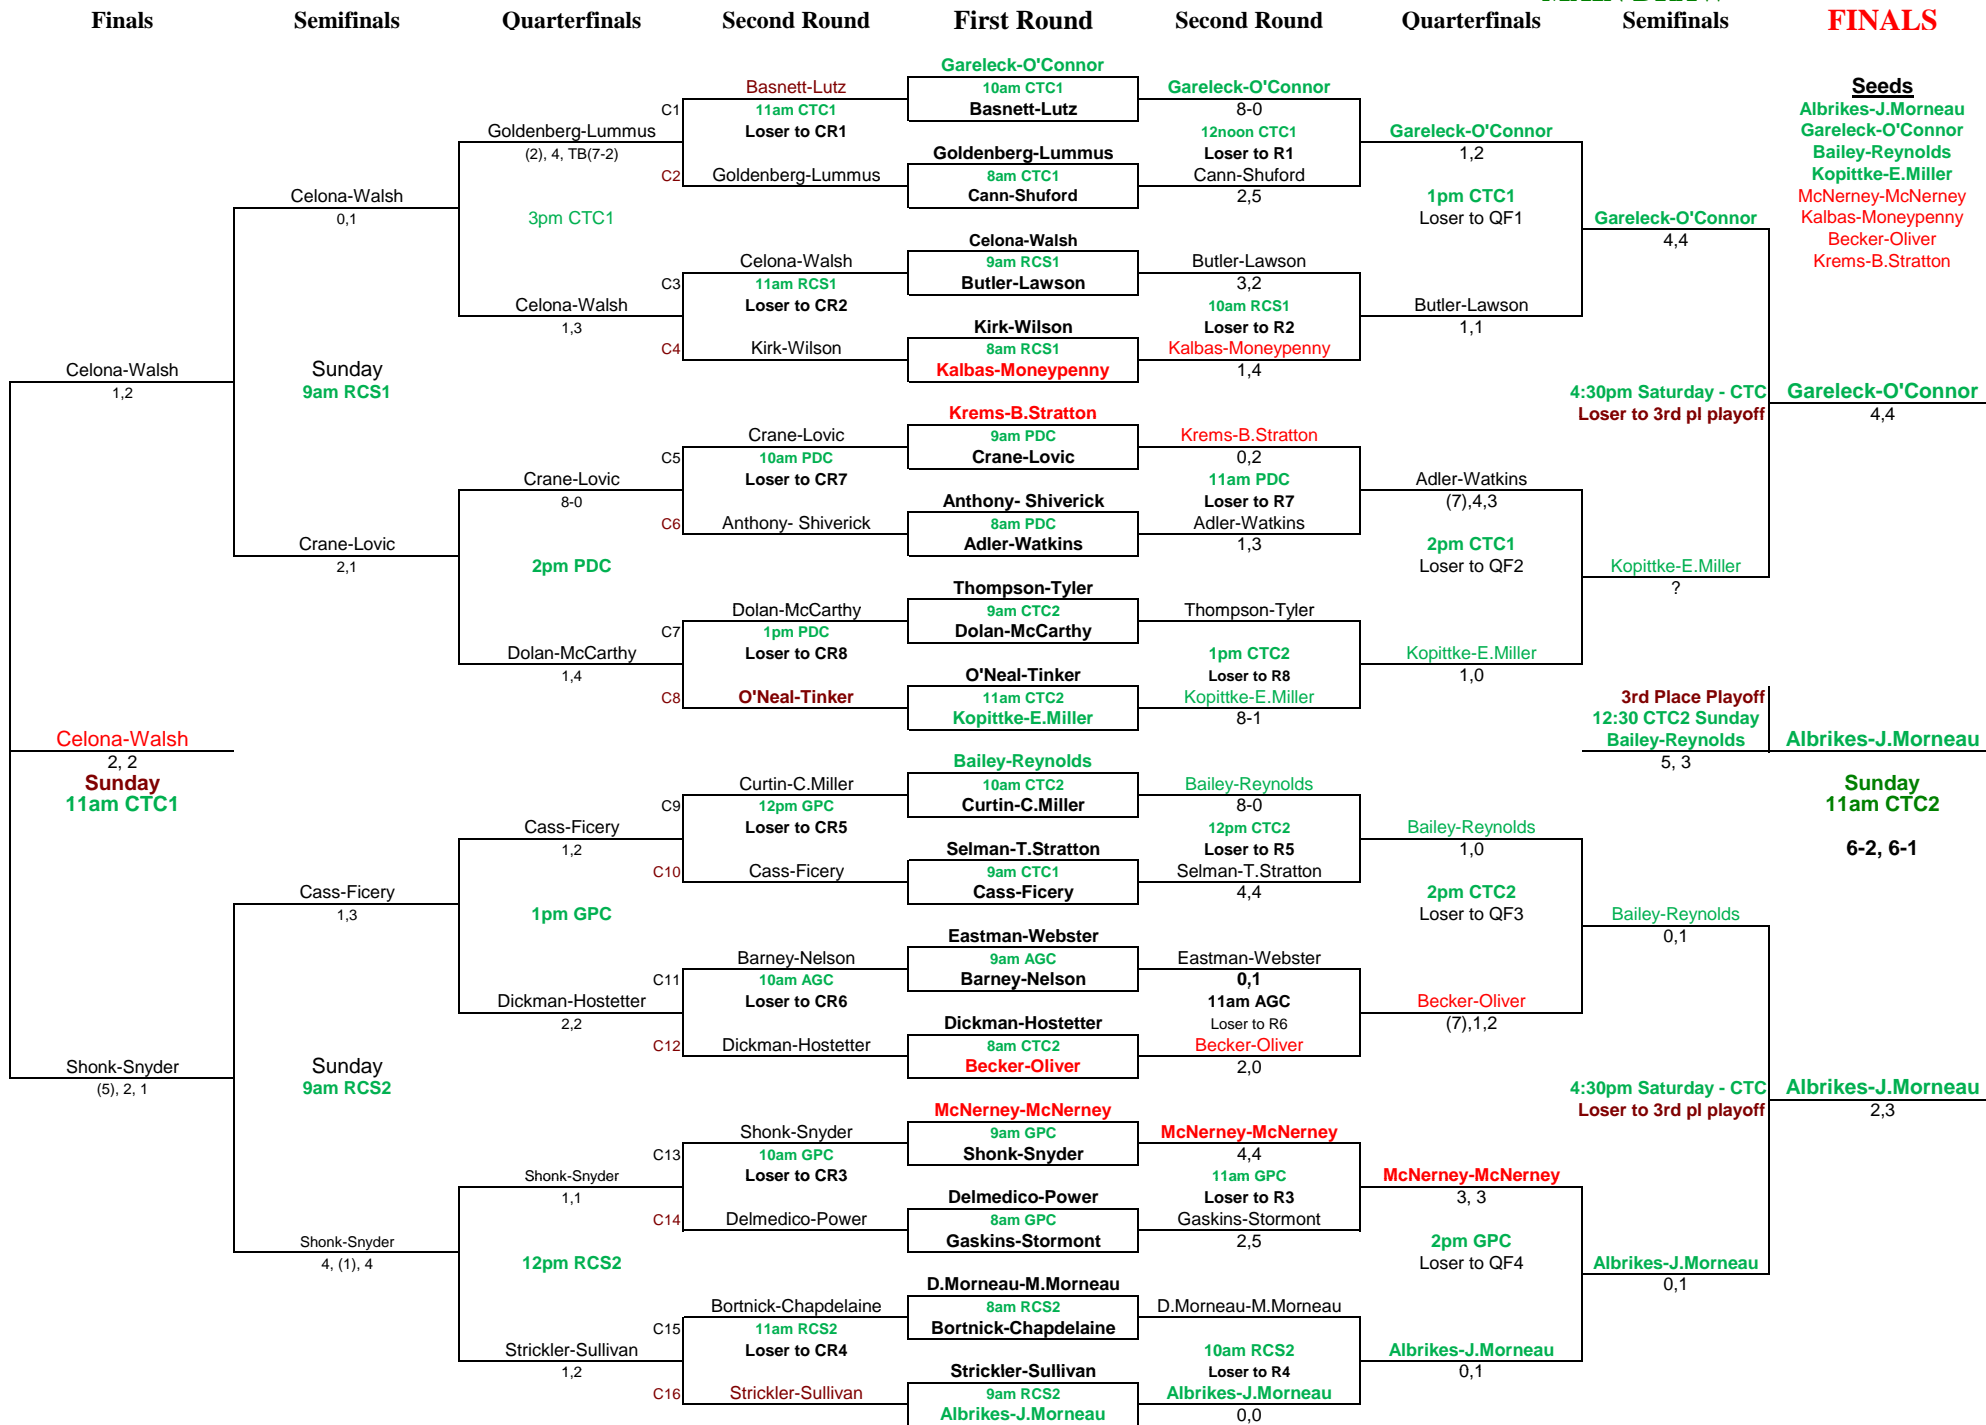 Finals
Semifinals
Quarterfinals
Second Round
First Round
Second Round
Quarterfinals
Semifinals
FINALS
Gareleck-O'Connor
Basnett-Lutz
10am CTC1
Gareleck-O'Connor
Seeds
C1
11am CTC1
Basnett-Lutz
8-0
Albrikes-J.Morneau
Goldenberg-Lummus
Loser to CR1
12noon CTC1
Gareleck-O'Connor
Gareleck-O'Connor
(2), 4, TB(7-2)
Goldenberg-Lummus
Loser to R1
1,2
Bailey-Reynolds
C2
Goldenberg-Lummus
8am CTC1
Cann-Shuford
Kopittke-E.Miller
Celona-Walsh
Cann-Shuford
2,5
1pm CTC1
McNerney-McNerney
0,1
3pm CTC1
Loser to QF1
Gareleck-O'Connor
Kalbas-Moneypenny
Celona-Walsh
4,4
Becker-Oliver
Celona-Walsh
9am RCS1
Butler-Lawson
Krems-B.Stratton
C3
11am RCS1
Butler-Lawson
3,2
Celona-Walsh
Loser to CR2
10am RCS1
Butler-Lawson
1,3
Kirk-Wilson
Loser to R2
1,1
C4
Kirk-Wilson
8am RCS1
Kalbas-Moneypenny
Celona-Walsh
Sunday
Kalbas-Moneypenny
1,4
1,2
9am RCS1
4:30pm Saturday - CTC
Gareleck-O'Connor
Krems-B.Stratton
Loser to 3rd pl playoff
4,4
Crane-Lovic
9am PDC
Krems-B.Stratton
C5
10am PDC
Crane-Lovic
0,2
Crane-Lovic
Loser to CR7
11am PDC
Adler-Watkins
8-0
Anthony- Shiverick
Loser to R7
(7),4,3
C6
Anthony- Shiverick
8am PDC
Adler-Watkins
Crane-Lovic
Adler-Watkins
1,3
2pm CTC1
2,1
2pm PDC
Loser to QF2
Kopittke-E.Miller
Thompson-Tyler
?
Dolan-McCarthy
9am CTC2
Thompson-Tyler
C7
1pm PDC
Dolan-McCarthy
Dolan-McCarthy
Loser to CR8
1pm CTC2
Kopittke-E.Miller
1,4
O'Neal-Tinker
Loser to R8
1,0
C8
O'Neal-Tinker
11am CTC2
Kopittke-E.Miller
3rd Place Playoff
Kopittke-E.Miller
8-1
12:30 CTC2 Sunday
Celona-Walsh
Bailey-Reynolds
Bailey-Reynolds
Albrikes-J.Morneau
2, 2
5, 3
Sunday
Curtin-C.Miller
10am CTC2
Bailey-Reynolds
Sunday
11am CTC1
C9
12pm GPC
Curtin-C.Miller
8-0
11am CTC2
Cass-Ficery
Loser to CR5
12pm CTC2
Bailey-Reynolds
1,2
Selman-T.Stratton
Loser to R5
1,0
6-2, 6-1
C10
Cass-Ficery
9am CTC1
Selman-T.Stratton
Cass-Ficery
Cass-Ficery
4,4
2pm CTC2
1,3
1pm GPC
Loser to QF3
Bailey-Reynolds
Eastman-Webster
0,1
Barney-Nelson
9am AGC
Eastman-Webster
C11
10am AGC
Barney-Nelson
0,1
Dickman-Hostetter
Loser to CR6
11am AGC
Becker-Oliver
2,2
Dickman-Hostetter
Loser to R6
(7),1,2
C12
Dickman-Hostetter
8am CTC2
Becker-Oliver
Shonk-Snyder
Sunday
Becker-Oliver
2,0
(5), 2, 1
9am RCS2
4:30pm Saturday - CTC
Albrikes-J.Morneau
McNerney-McNerney
Loser to 3rd pl playoff
2,3
Shonk-Snyder
9am GPC
McNerney-McNerney
C13
10am GPC
Shonk-Snyder
4,4
Shonk-Snyder
Loser to CR3
11am GPC
McNerney-McNerney
1,1
Delmedico-Power
Loser to R3
3, 3
C14
Delmedico-Power
8am GPC
Gaskins-Stormont
Shonk-Snyder
Gaskins-Stormont
2,5
2pm GPC
4, (1), 4
12pm RCS2
Loser to QF4
Albrikes-J.Morneau
D.Morneau-M.Morneau
0,1
Bortnick-Chapdelaine
8am RCS2
D.Morneau-M.Morneau
C15
11am RCS2
Bortnick-Chapdelaine
Strickler-Sullivan
Loser to CR4
10am RCS2
Albrikes-J.Morneau
1,2
Strickler-Sullivan
Loser to R4
0,1
C16
Strickler-Sullivan
9am RCS2
Albrikes-J.Morneau
Albrikes-J.Morneau
0,0